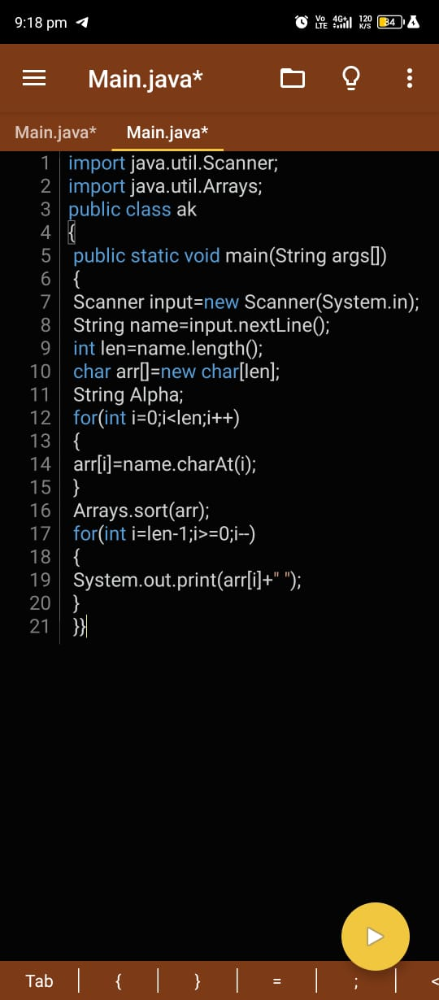 9:18 pm Vo LTE 4G+ 120 K/S 34
Main.java*
Main.java* Main.java*
1 import java.util.Scanner;
2 import java.util.Arrays;
3 public class ak
4 {
5 public static void main(String args[])
6 {
7 Scanner input=new Scanner(System.in);
8 String name=input.nextLine();
9 int len=name.length();
10 char arr[]=new char[len];
11 String Alpha;
12 for(int i=0;i<len;i++)
13 {
14 arr[i]=name.charAt(i);
15 }
16 Arrays.sort(arr);
17 for(int i=len-1;i>=0;i--)
18 {
19 System.out.print(arr[i]+" ");
20 }
21 }}
Tab | { | } | = | ; | <